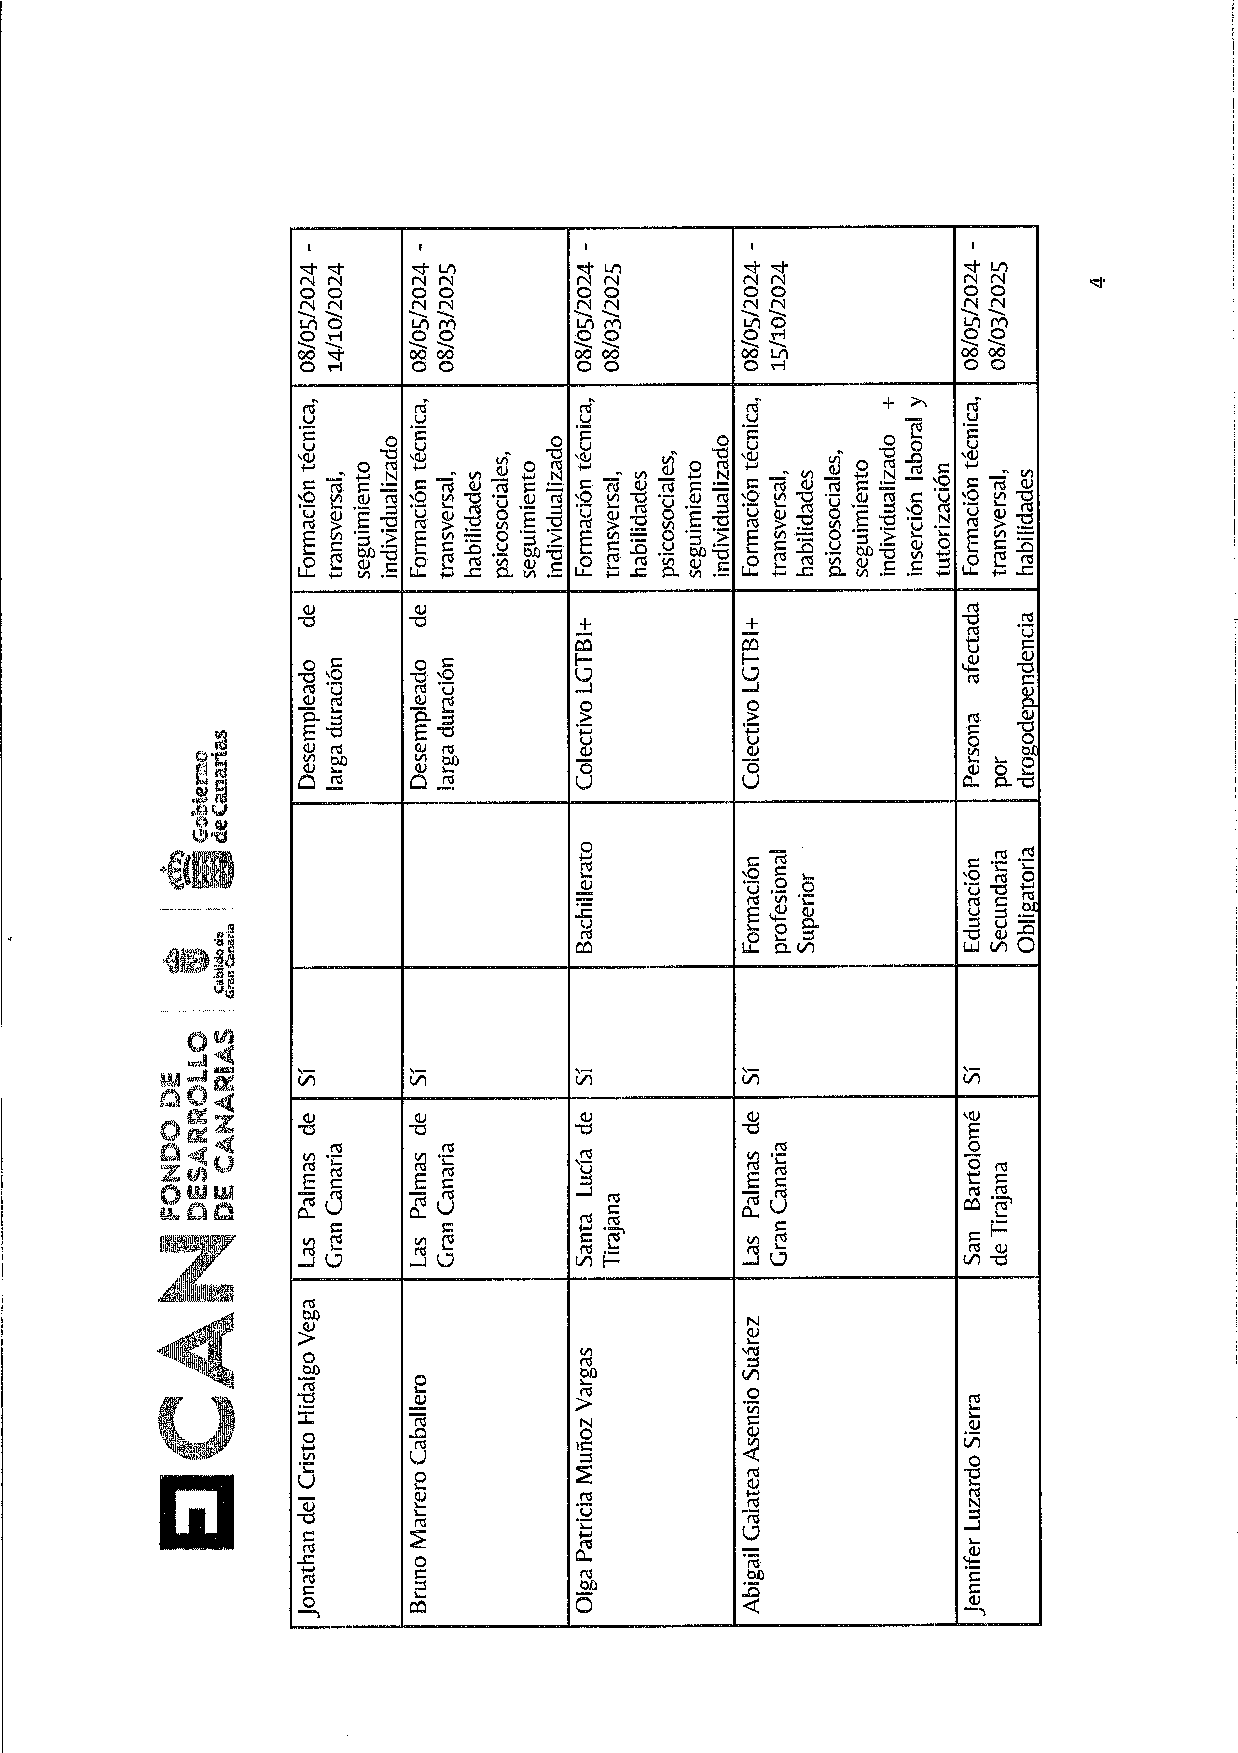 FONDO DE
DESARROLLO
DE CANARIAS
CAN
Cabildo de
Gran Canaria
Gobierno
de Canarias
Jonathan del Cristo Hidalgo Vega
Las Palmas de
Gran Canaria
Sí
Desempleado de
larga duración
Formación técnica,
transversal,
seguimiento
individualizado
08/05/2024 -
14/10/2024
Bruno Marrero Caballero
Las Palmas de
Gran Canaria
Sí
Desempleado de
larga duración
Formación técnica,
transversal,
habilidades
psicosociales,
seguimiento
individualizado
08/05/2024 -
08/03/2025
Olga Patricia Muñoz Vargas
Santa Lucía de
Tirajana
Sí
Bachillerato
Colectivo LGTBI+
Formación técnica,
transversal,
habilidades
psicosociales,
seguimiento
individualizado
08/05/2024 -
08/03/2025
Abigail Galatea Asensio Suárez
Las Palmas de
Gran Canaria
Sí
Formación
profesional
Superior
Colectivo LGTBI+
Formación técnica,
transversal,
habilidades
psicosociales,
seguimiento
individualizado +
inserción laboral y
tutorización
08/05/2024 -
15/10/2024
Jennifer Luzardo Sierra
San Bartolomé
de Tirajana
Sí
Educación
Secundaria
Obligatoria
Persona afectada
por
drogodependencia
Formación técnica,
transversal,
habilidades
08/05/2024 -
08/03/2025
4